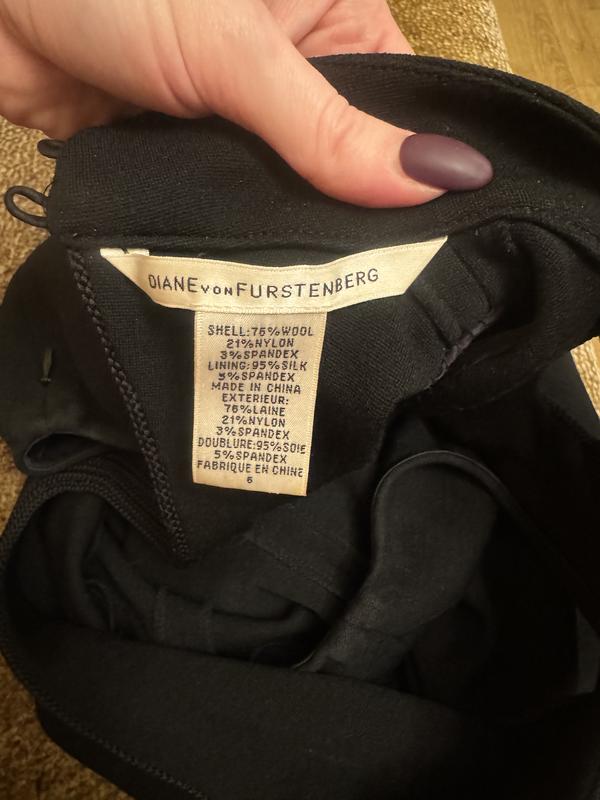 DIANE VON FURSTENBERG
SHELL:76%WOOL
21%NYLON
3%SPANDEX
LINING:95%SILK
5%SPANDEX
MADE IN CHINA
EXTERIEUR:
76%LAINE
21%NYLON
3%SPANDEX
DOUBLURE:95%SOIE
5%SPANDEX
FABRIQUE EN CHINE
6